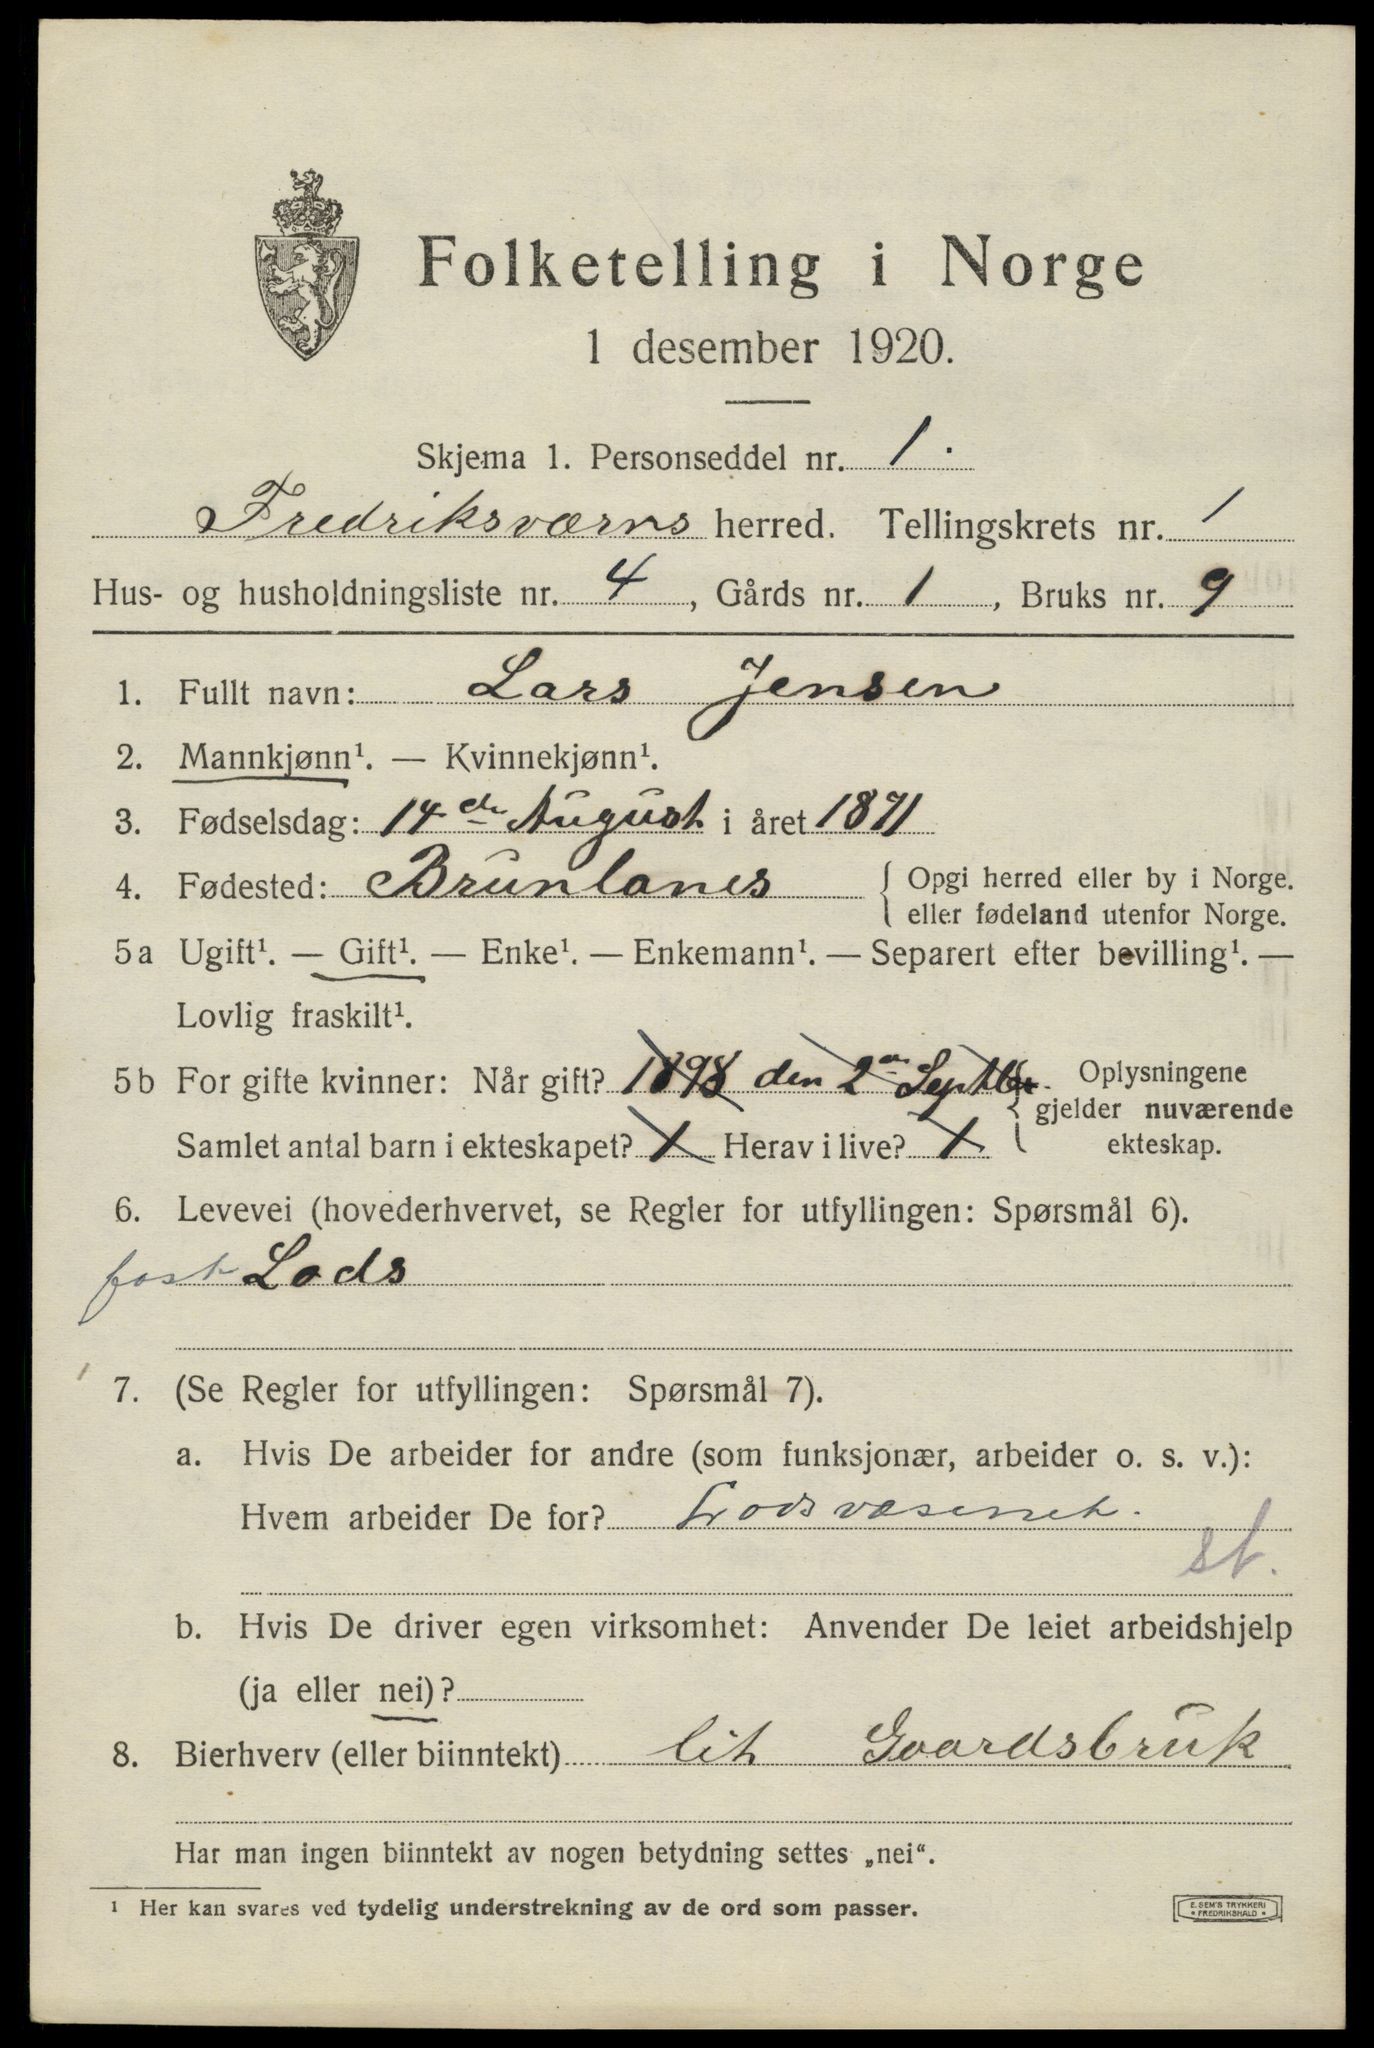 Folketelling i Norge
1 desember 1920.
Skjema 1. Personseddel nr. 1.
Fredriksværns herred. Tellingskrets nr. 1
Hus- og husholdningsliste nr. 4, Gårds nr. 1, Bruks nr. 9
1. Fullt navn: Lars Jensen
2. Mannkjønn¹. — Kvinnekjønn¹.
3. Fødselsdag: 14de August i året 1871
4. Fødested: Brunlanes { Opgi herred eller by i Norge.
eller fødeland utenfor Norge.
5a Ugift¹. — Gift¹. — Enke¹. — Enkemann¹. — Separert efter bevilling¹. —
Lovlig fraskilt¹.
5b For gifte kvinner: Når gift? 1898 den 2den Septbr. Oplysningene
gjelder nuværende
Samlet antal barn i ekteskapet? 1 Herav i live? 1 ekteskap.
6. Levevei (hovederhvervet, se Regler for utfyllingen: Spørsmål 6).
fast Lods
7. (Se Regler for utfyllingen: Spørsmål 7).
a. Hvis De arbeider for andre (som funksjonær, arbeider o. s. v.):
Hvem arbeider De for? Lodsvæsenet.
st.
b. Hvis De driver egen virksomhet: Anvender De leiet arbeidshjelp
(ja eller nei)?
8. Bierhverv (eller biinntekt) lit Gaardsbruk
Har man ingen biinntekt av nogen betydning settes „nei“.
¹ Her kan svares ved tydelig understrekning av de ord som passer.
E. SEM'S TRYKKERI
• FREDRIKSHALD •